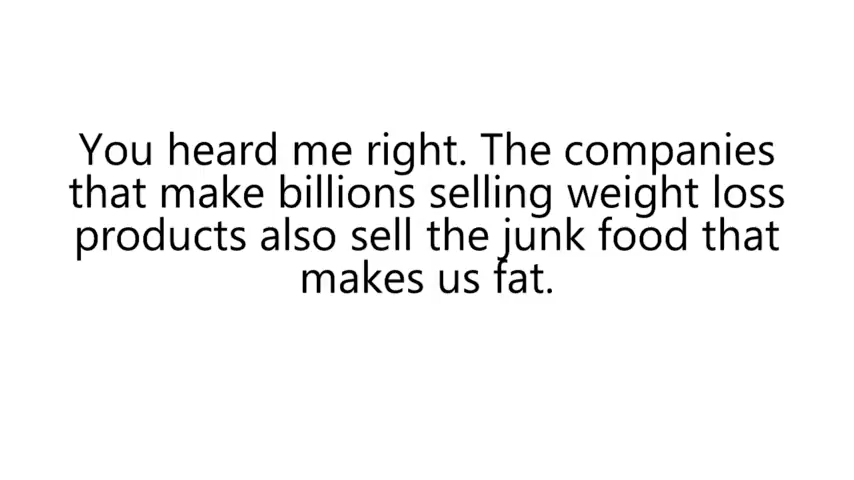 You heard me right. The companies
that make billions selling weight loss
products also sell the junk food that
makes us fat.